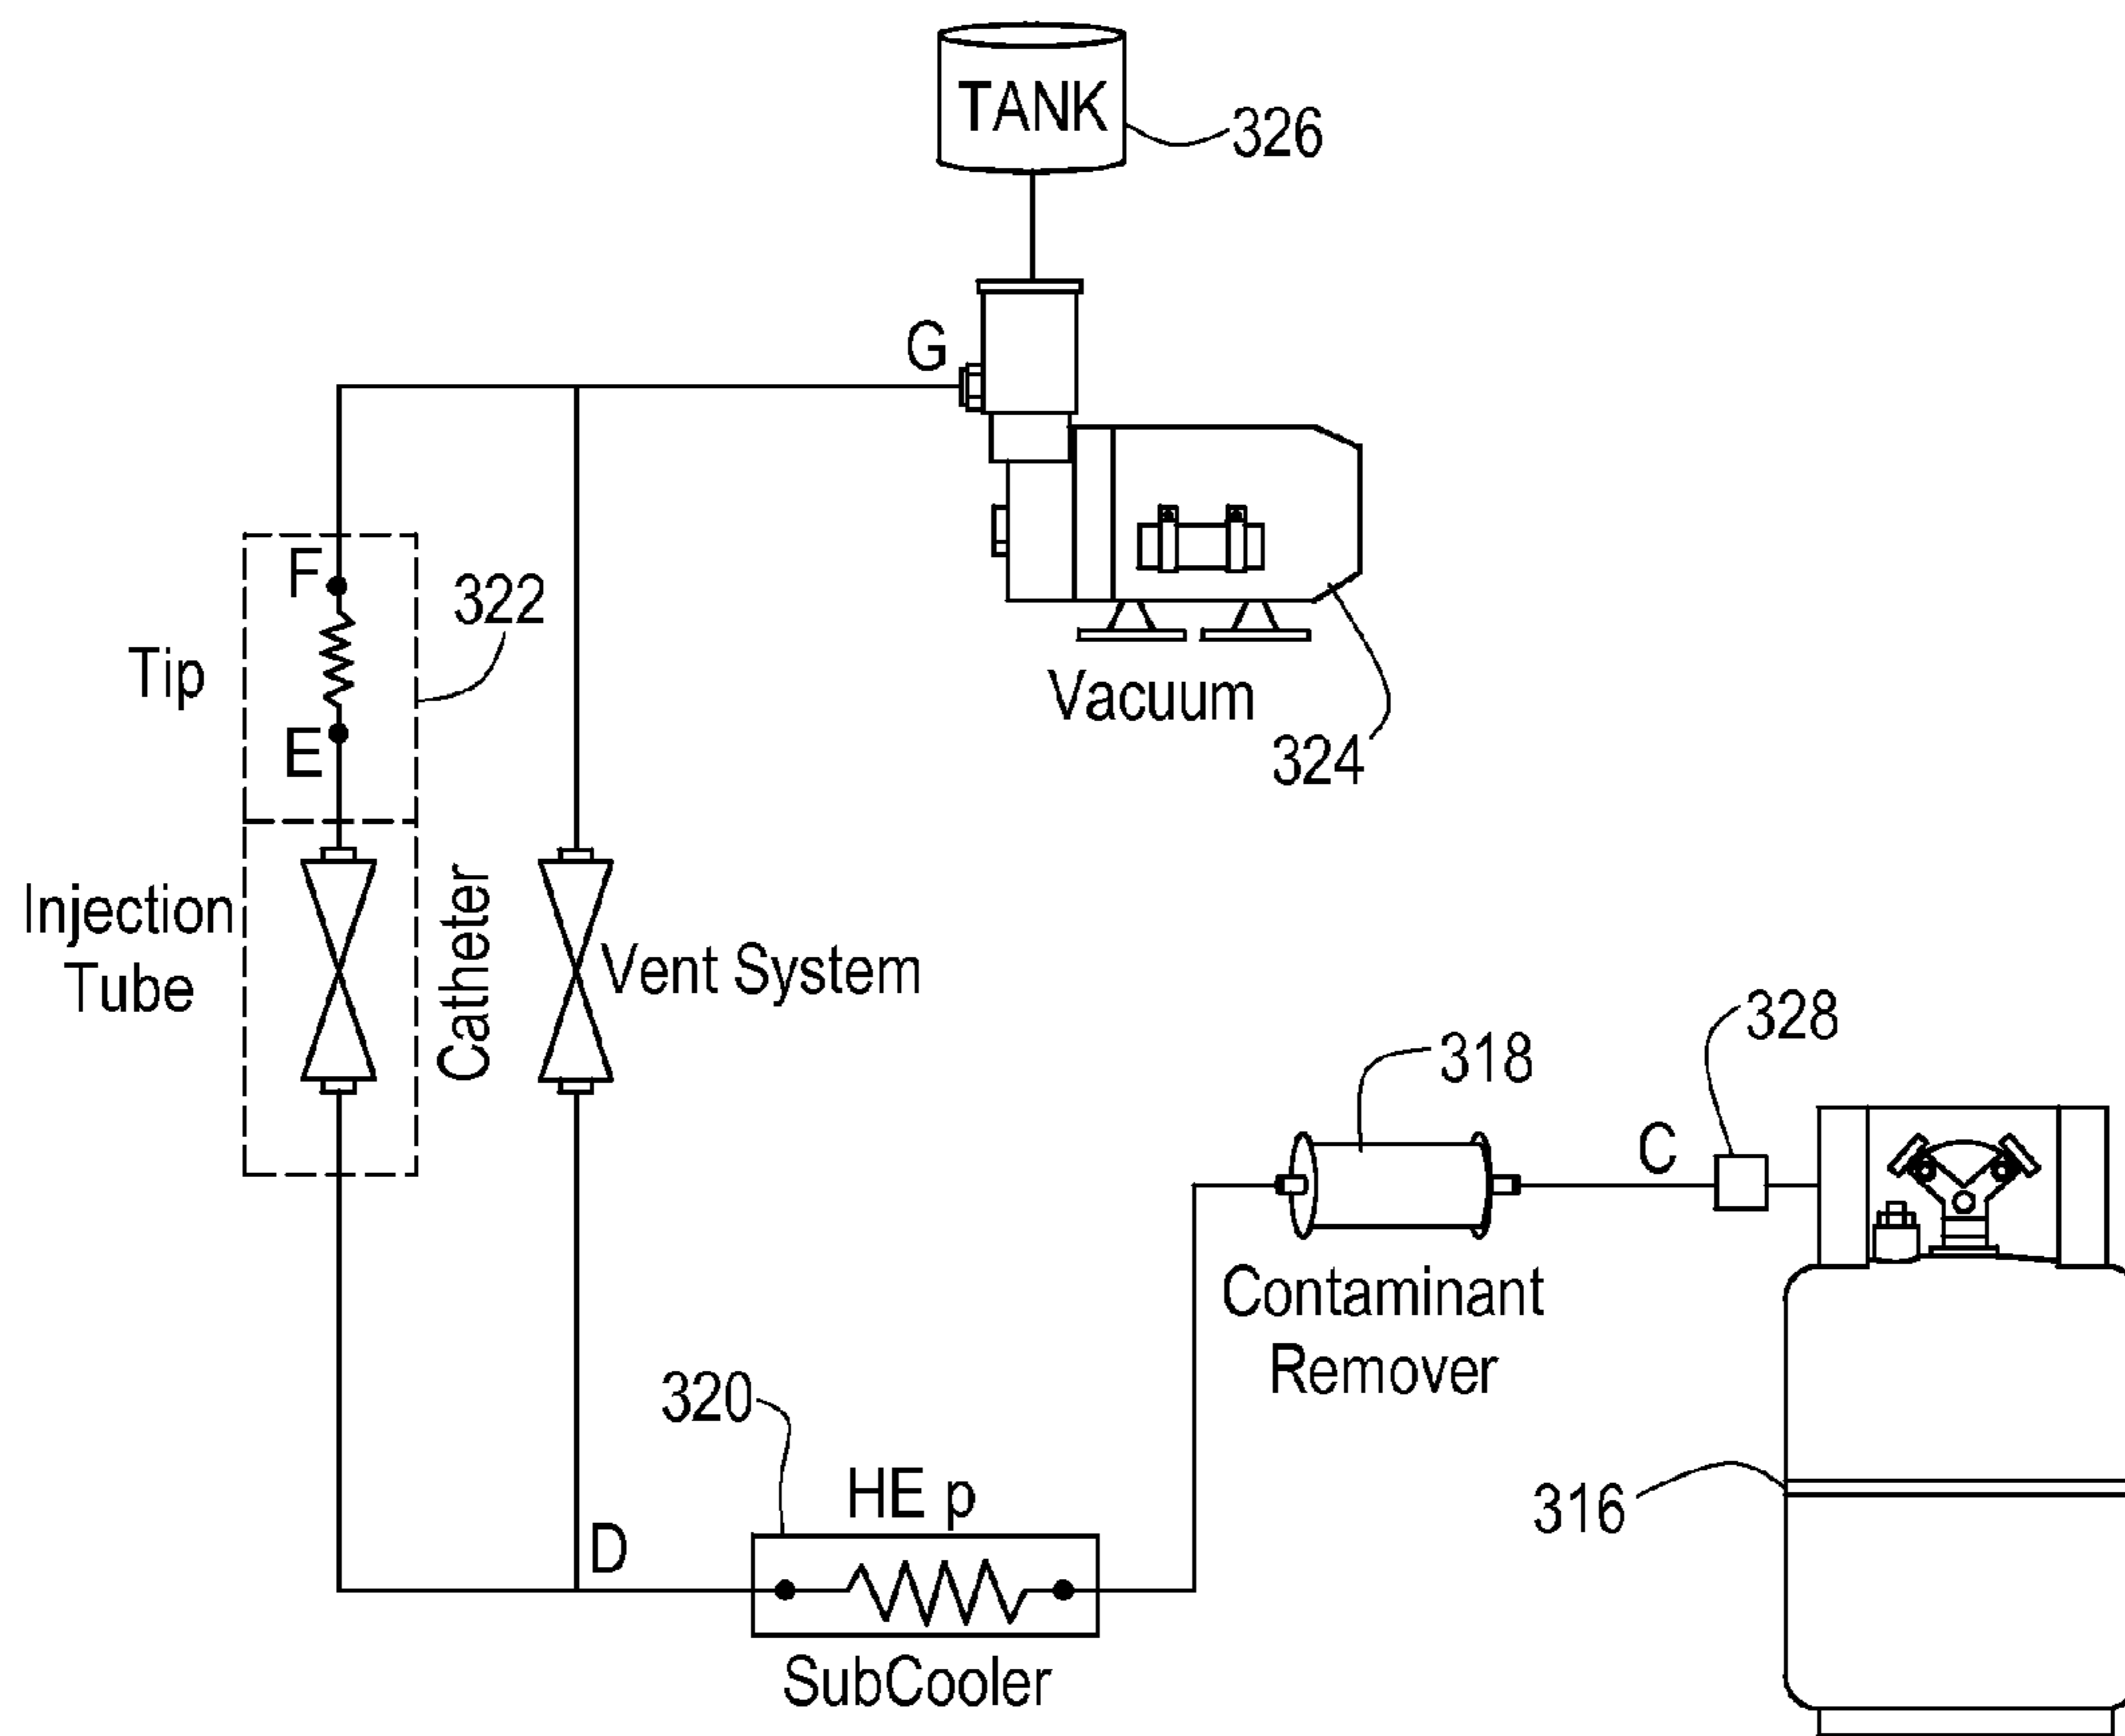 TANK
326
G
F
322
Tip
E
Vacuum
324
Injection
Tube
Catheter
Vent System
328
318
C
Contaminant
Remover
320
HE p
316
D
SubCooler